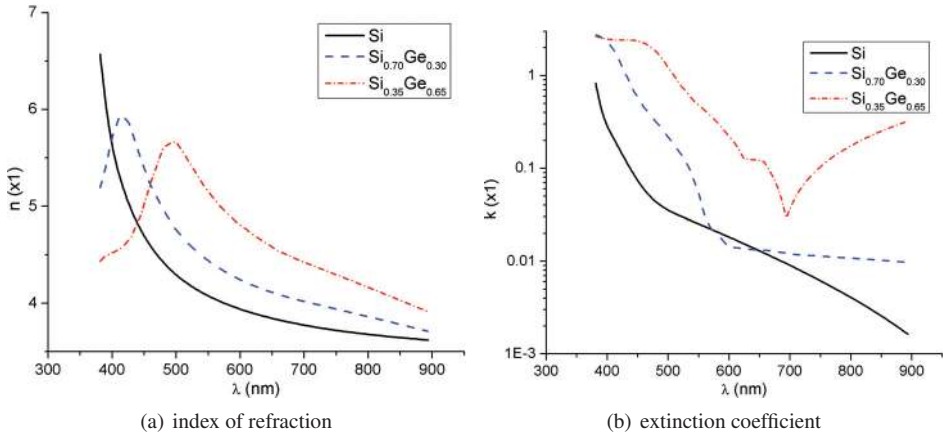 n (x1)
7
6
5
4
300 400 500 600 700 800 900
λ (nm)
Si
Si0.70Ge0.30
Si0.35Ge0.65
(a) index of refraction
k (x1)
1
0.1
0.01
1E-3
300 400 500 600 700 800 900
λ (nm)
Si
Si0.70Ge0.30
Si0.35Ge0.65
(b) extinction coefficient